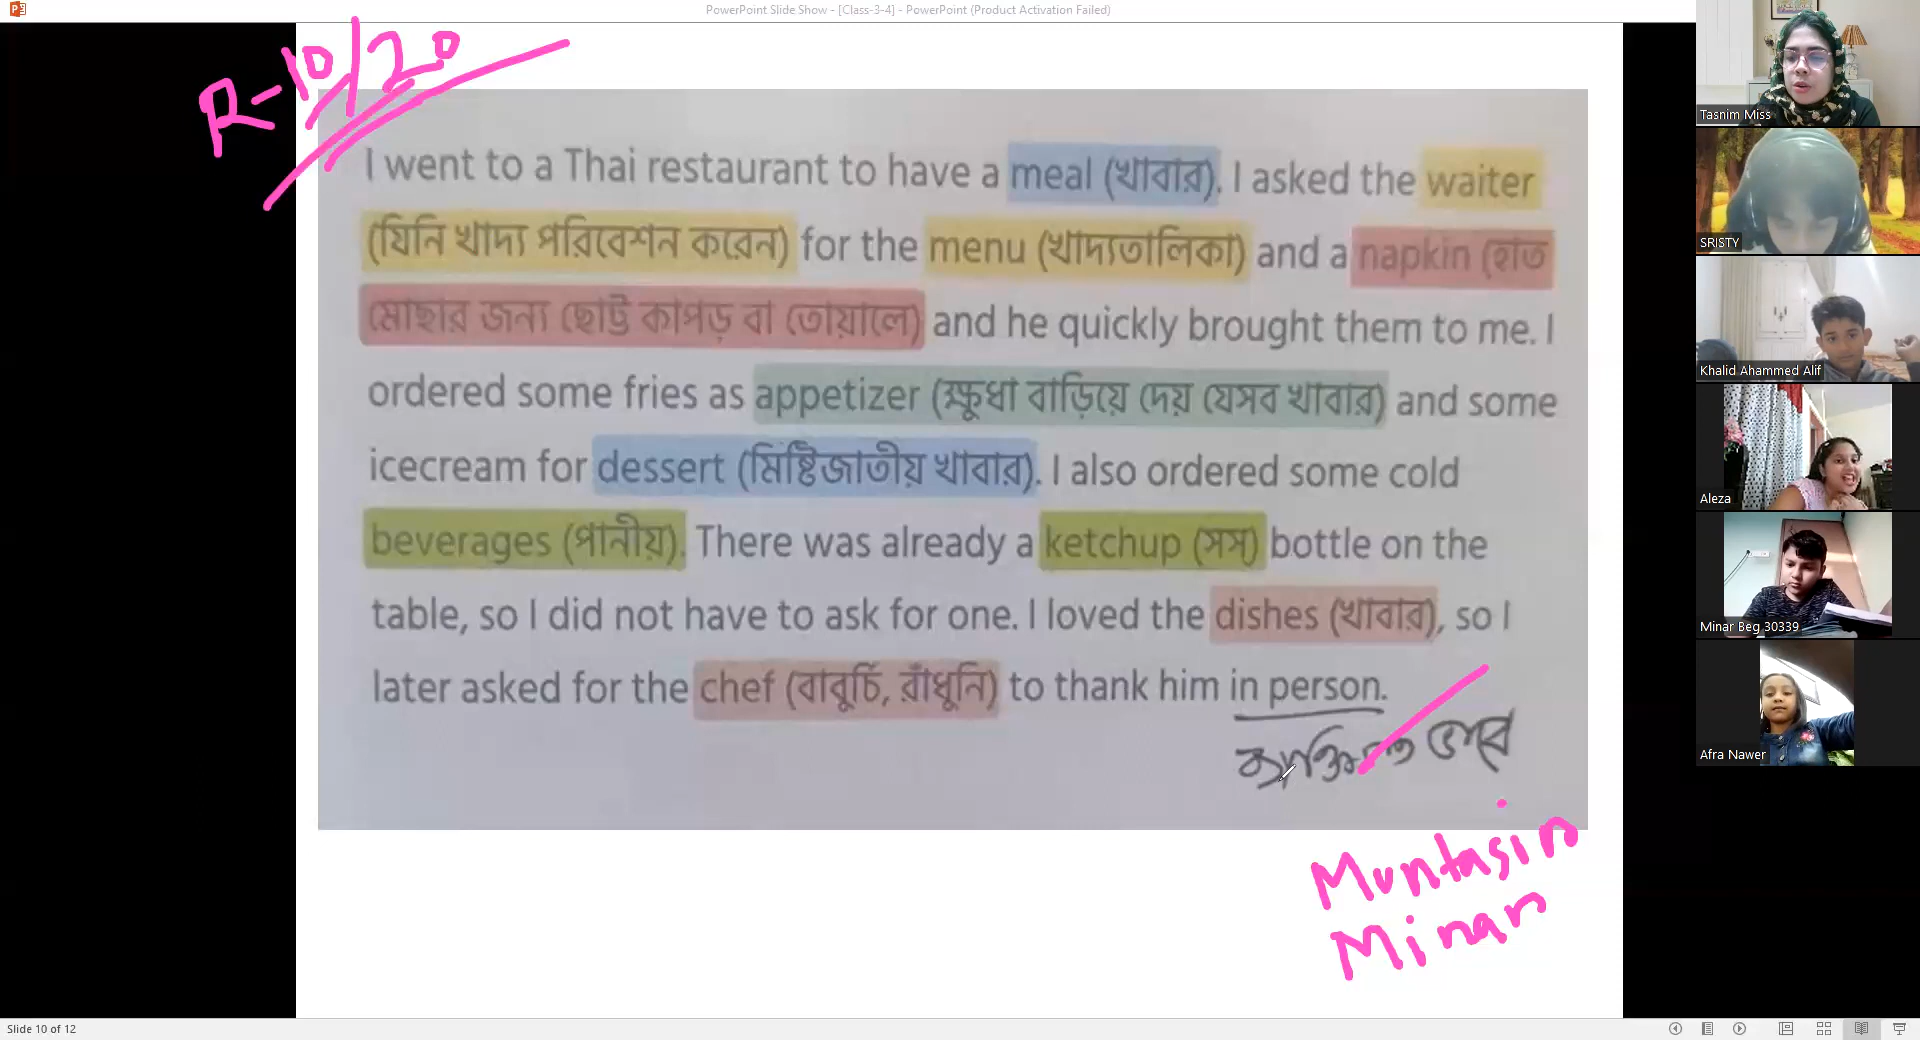 PowerPoint Slide Show - [Class-3-4] - PowerPoint (Product Activation Failed)
R-10/20
I went to a Thai restaurant to have a meal (খাবার). I asked the waiter
(যিনি খাদ্য পরিবেশন করেন) for the menu (খাদ্যতালিকা) and a napkin (হাত
মোছার জন্য ছোট্ট কাপড় বা তোয়ালে) and he quickly brought them to me. I
ordered some fries as appetizer (ক্ষুধা বাড়িয়ে দেয় যেসব খাবার) and some
icecream for dessert (মিষ্টিজাতীয় খাবার). I also ordered some cold
beverages (পানীয়). There was already a ketchup (সস) bottle on the
table, so I did not have to ask for one. I loved the dishes (খাবার), so I
later asked for the chef (বাবুর্চি, রাঁধুনি) to thank him in person.
ভাবে
Muntasin
Minar
Tasnim Miss
SRISTY
Khalid Ahammed Alif
Aleza
Minar Beg 30339
Afra Nawer
Slide 10 of 12